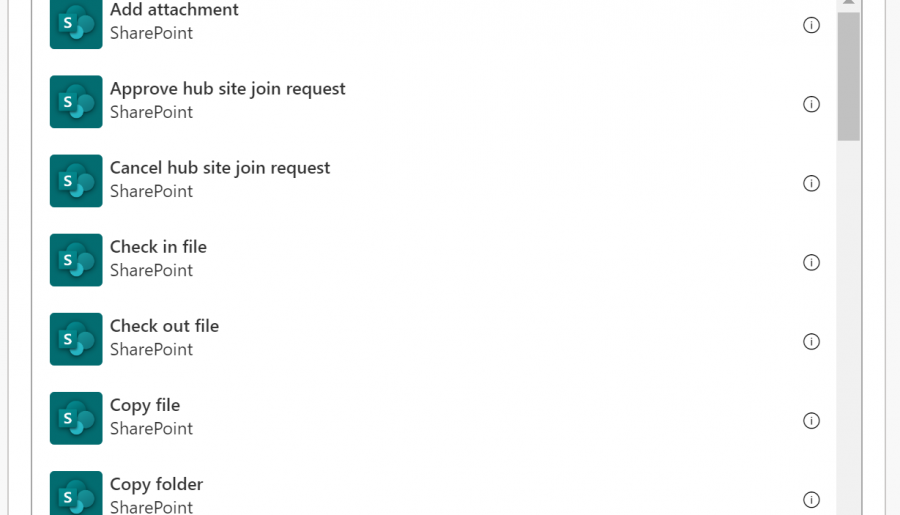 Add attachment
SharePoint
Approve hub site join request
SharePoint
Cancel hub site join request
SharePoint
Check in file
SharePoint
Check out file
SharePoint
Copy file
SharePoint
Copy folder
SharePoint